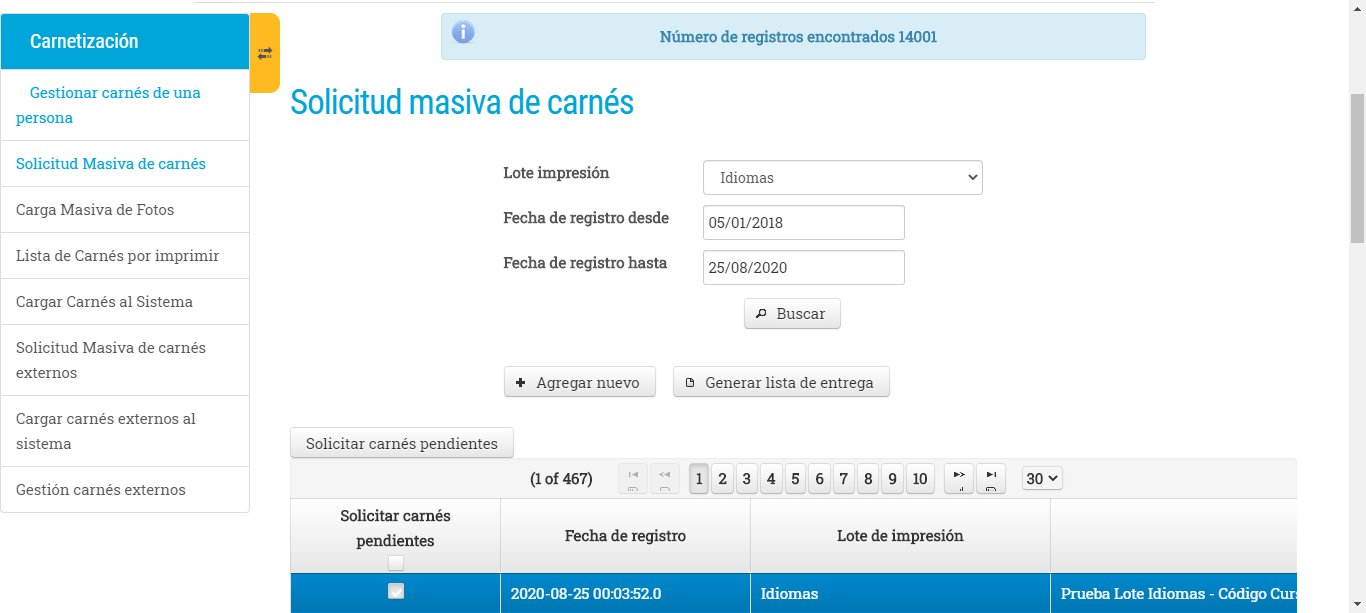 Número de registros encontrados 14001
Carnetización
Gestionar carnés de una
persona
Solicitud Masiva de carnés
Carga Masiva de Fotos
Lista de Carnés por imprimir
Cargar Carnés al Sistema
Solicitud Masiva de carnés
externos
Cargar carnés externos al
sistema
Gestión carnés externos
Solicitud masiva de carnés
Lote impresión Idiomas
Fecha de registro desde 05/01/2018
Fecha de registro hasta 25/08/2020
Buscar
Agregar nuevo Generar lista de entrega
Solicitar carnés pendientes
(1 of 467) 1 2 3 4 5 6 7 8 9 10 30
Solicitar carnés
pendientes
Fecha de registro
Lote de impresión
2020-08-25 00:03:52.0 Idiomas Prueba Lote Idiomas - Código Curs